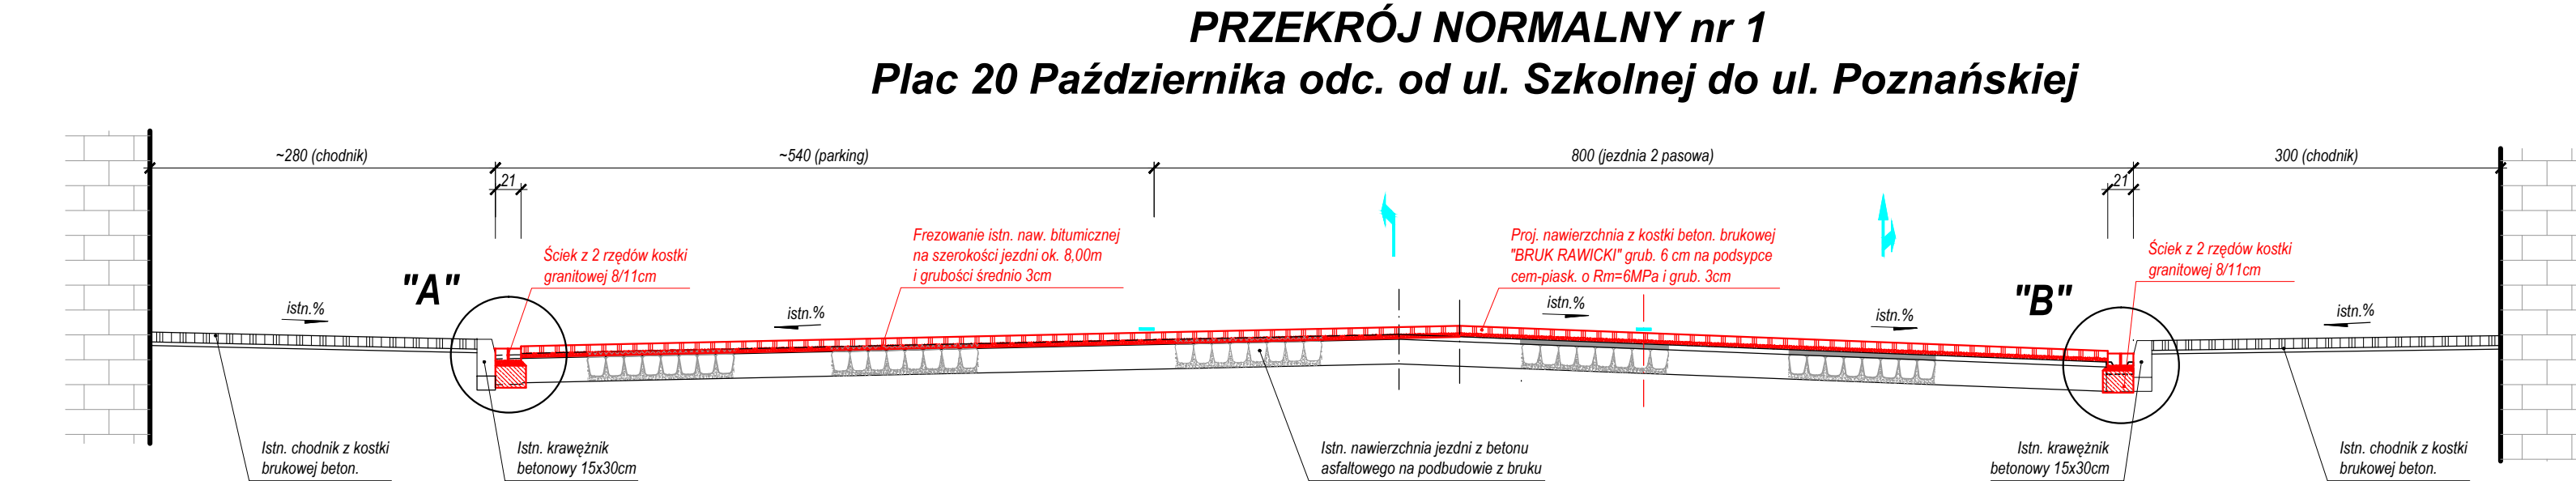 PRZEKRÓJ NORMALNY nr 1
Plac 20 Października odc. od ul. Szkolnej do ul. Poznańskiej
~280 (chodnik)
~540 (parking)
800 (jezdnia 2 pasowa)
300 (chodnik)
21
21
Ściek z 2 rzędów kostki
granitowej 8/11cm
Frezowanie istn. naw. bitumicznej
na szerokości jezdni ok. 8,00m
i grubości średnio 3cm
Proj. nawierzchnia z kostki beton. brukowej
"BRUK RAWICKI" grub. 6 cm na podsypce
cem-piask. o Rm=6MPa i grub. 3cm
Ściek z 2 rzędów kostki
granitowej 8/11cm
"A"
"B"
istn.%
istn.%
istn.%
istn.%
istn.%
Istn. chodnik z kostki
brukowej beton.
Istn. krawężnik
betonowy 15x30cm
Istn. nawierzchnia jezdni z betonu
asfaltowego na podbudowie z bruku
Istn. krawężnik
betonowy 15x30cm
Istn. chodnik z kostki
brukowej beton.